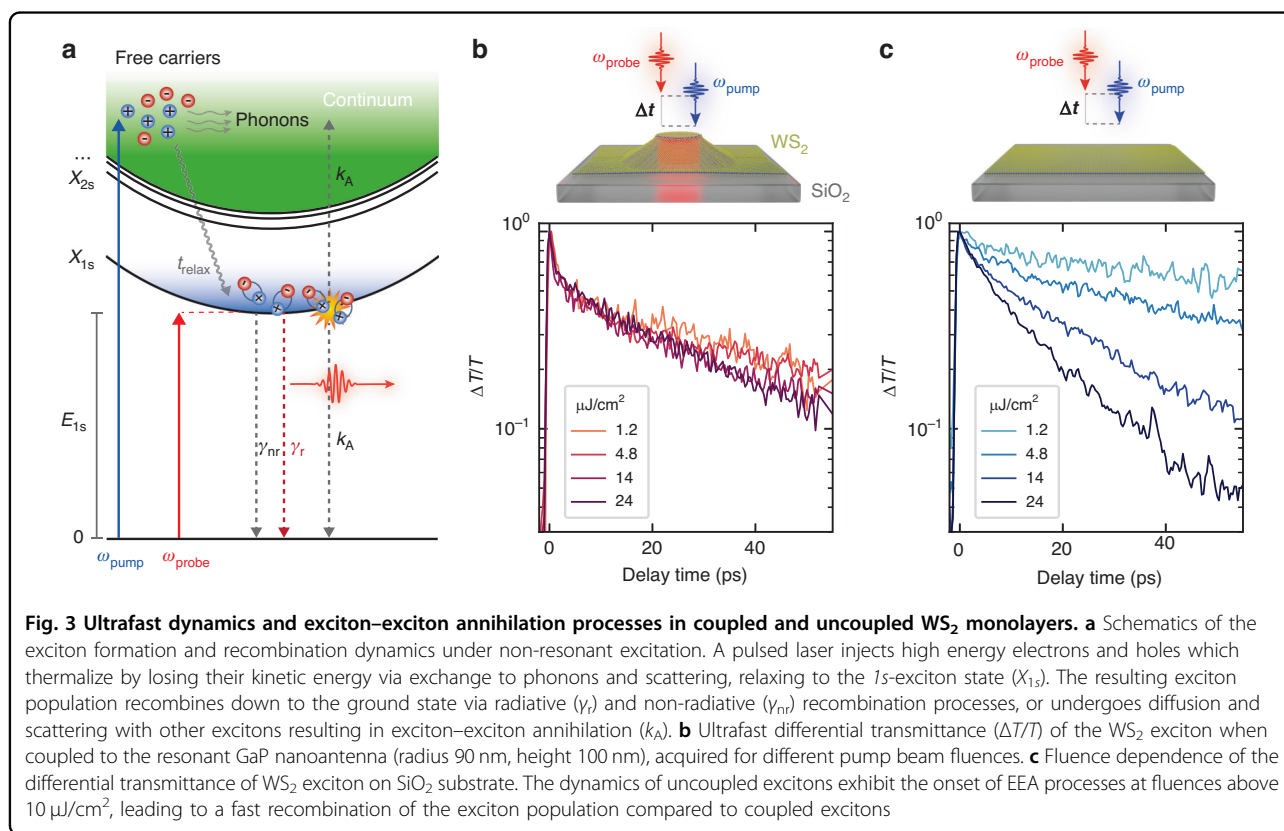 a
Free carriers
Continuum
Phonons
...
X2s
kA
X1s
trelax
E1s
γnr
γr
kA
0
ωpump
ωprobe
b
ωprobe
ωpump
Δt
WS2
SiO2
10⁰
10⁻¹
ΔT/T
μJ/cm²
1.2
4.8
14
24
0
20
40
Delay time (ps)
c
ωprobe
ωpump
Δt
10⁰
10⁻¹
ΔT/T
μJ/cm²
1.2
4.8
14
24
0
20
40
Delay time (ps)
Fig. 3 Ultrafast dynamics and exciton–exciton annihilation processes in coupled and uncoupled WS2 monolayers. a Schematics of the
exciton formation and recombination dynamics under non-resonant excitation. A pulsed laser injects high energy electrons and holes which
thermalize by losing their kinetic energy via exchange to phonons and scattering, relaxing to the 1s-exciton state (X1s). The resulting exciton
population recombines down to the ground state via radiative (γr) and non-radiative (γnr) recombination processes, or undergoes diffusion and
scattering with other excitons resulting in exciton–exciton annihilation (kA). b Ultrafast differential transmittance (ΔT/T) of the WS2 exciton when
coupled to the resonant GaP nanoantenna (radius 90 nm, height 100 nm), acquired for different pump beam fluences. c Fluence dependence of the
differential transmittance of WS2 exciton on SiO2 substrate. The dynamics of uncoupled excitons exhibit the onset of EEA processes at fluences above
10 μJ/cm², leading to a fast recombination of the exciton population compared to coupled excitons